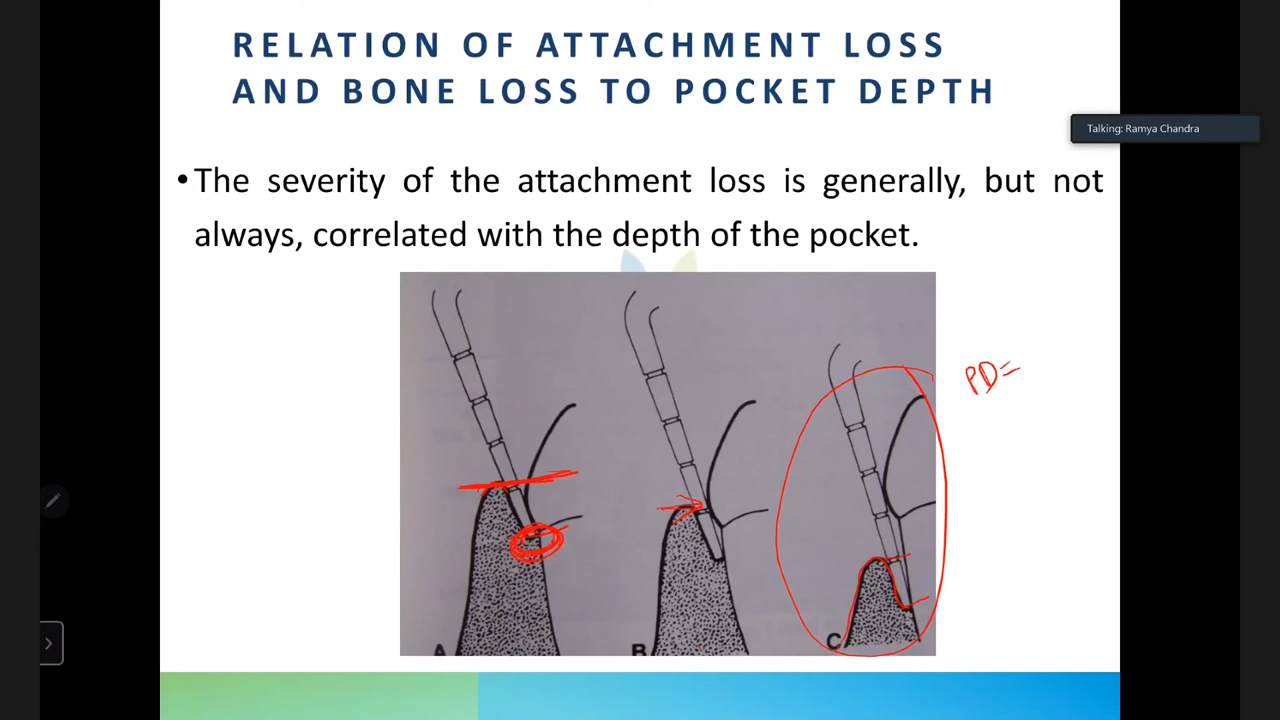 RELATION OF ATTACHMENT LOSS
AND BONE LOSS TO POCKET DEPTH
Talking: Ramya Chandra
•The severity of the attachment loss is generally, but not
always, correlated with the depth of the pocket.
PD=
A
B
C